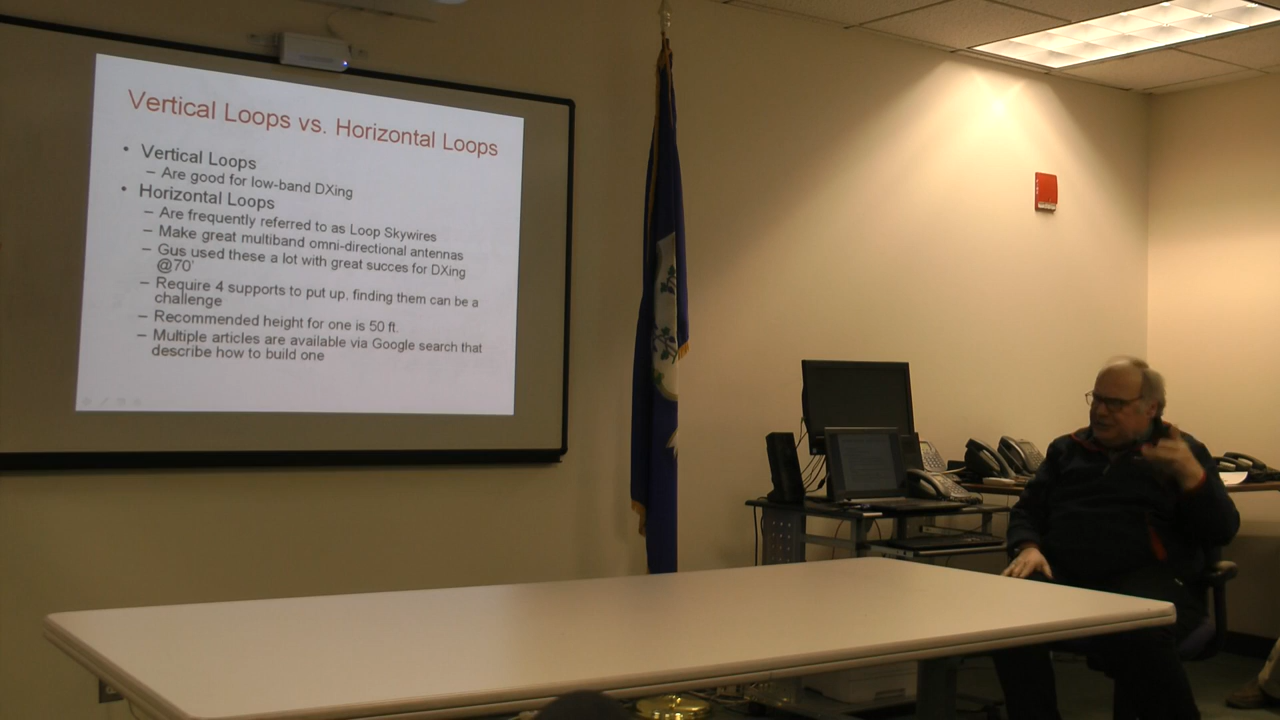 Vertical Loops vs. Horizontal Loops
• Vertical Loops
– Are good for low-band DXing
• Horizontal Loops
– Are frequently referred to as Loop Skywires
– Make great multiband omni-directional antennas
– Gus used these a lot with great succes for DXing
@70'
– Require 4 supports to put up, finding them can be a
challenge
– Recommended height for one is 50 ft.
– Multiple articles are available via Google search that
describe how to build one